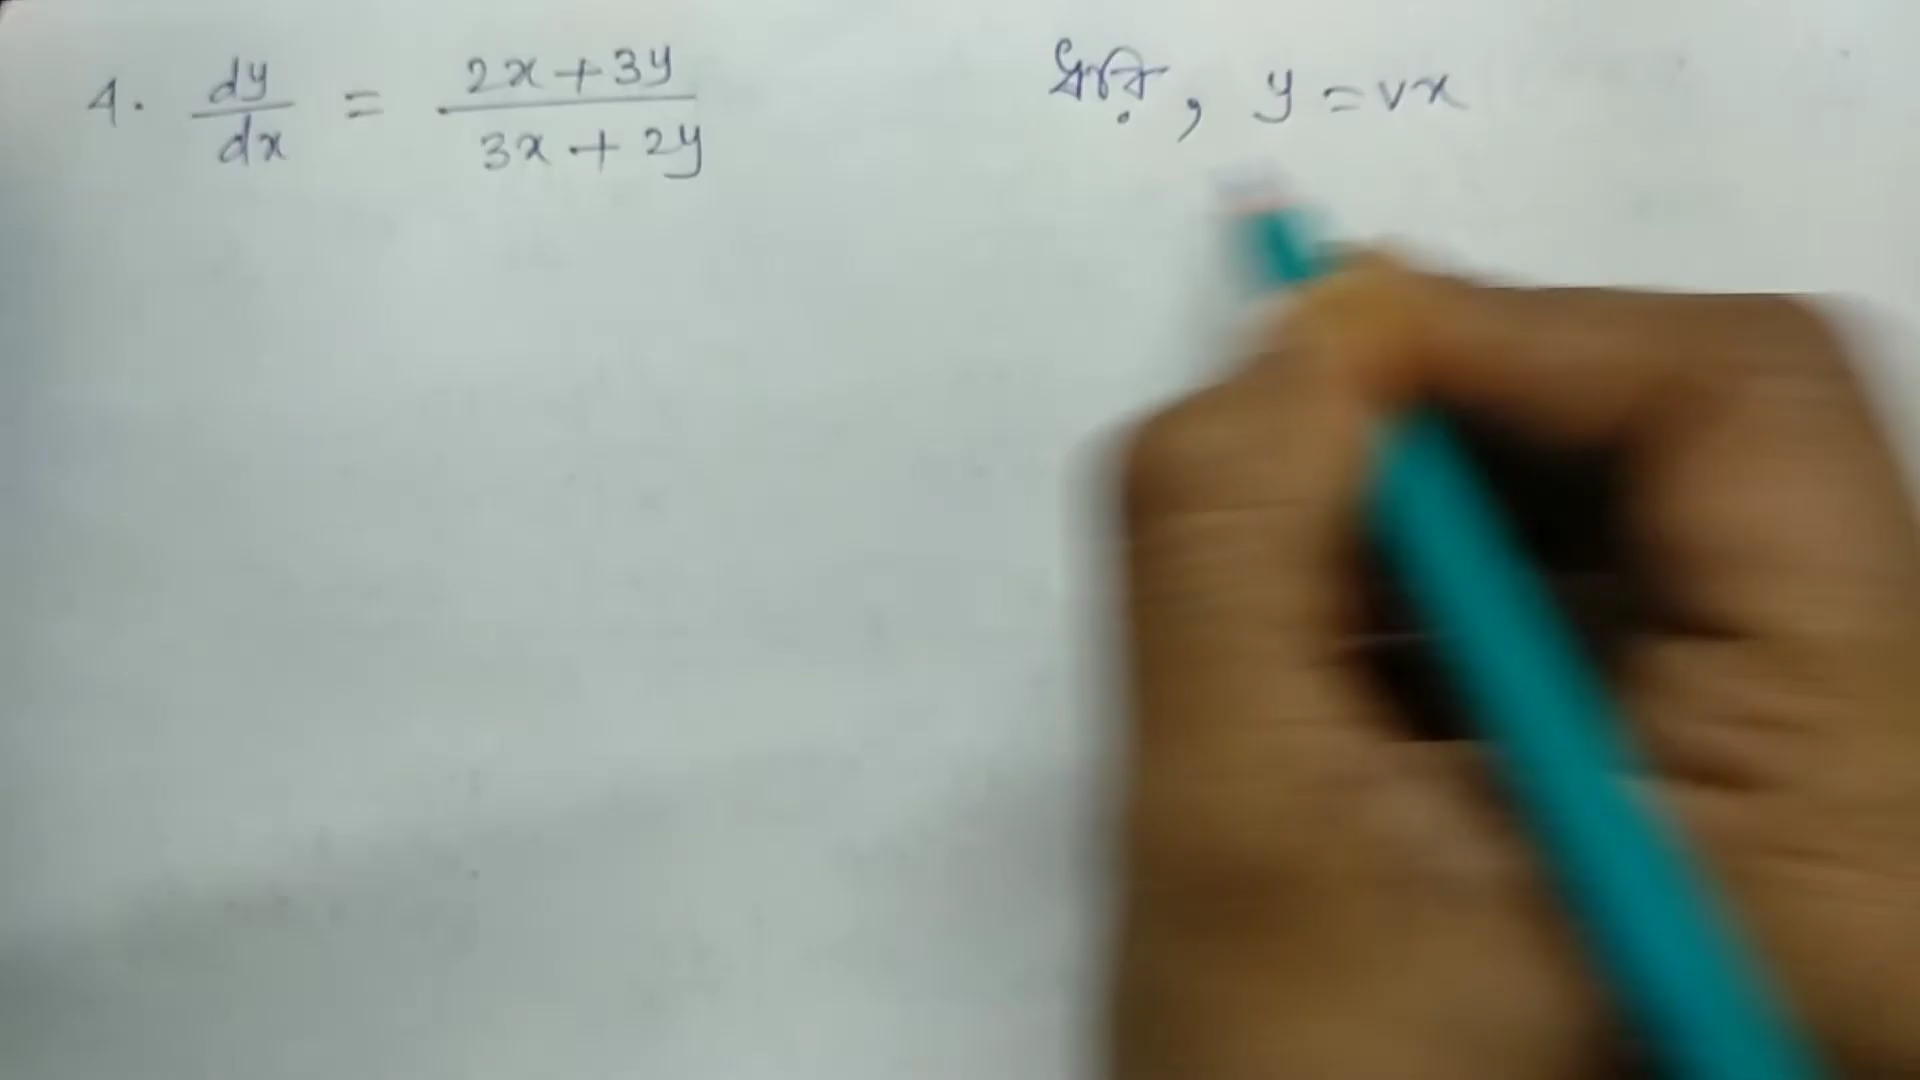 4. dy/dx = (2x+3y)/(3x+2y)
ধরি, y = vx